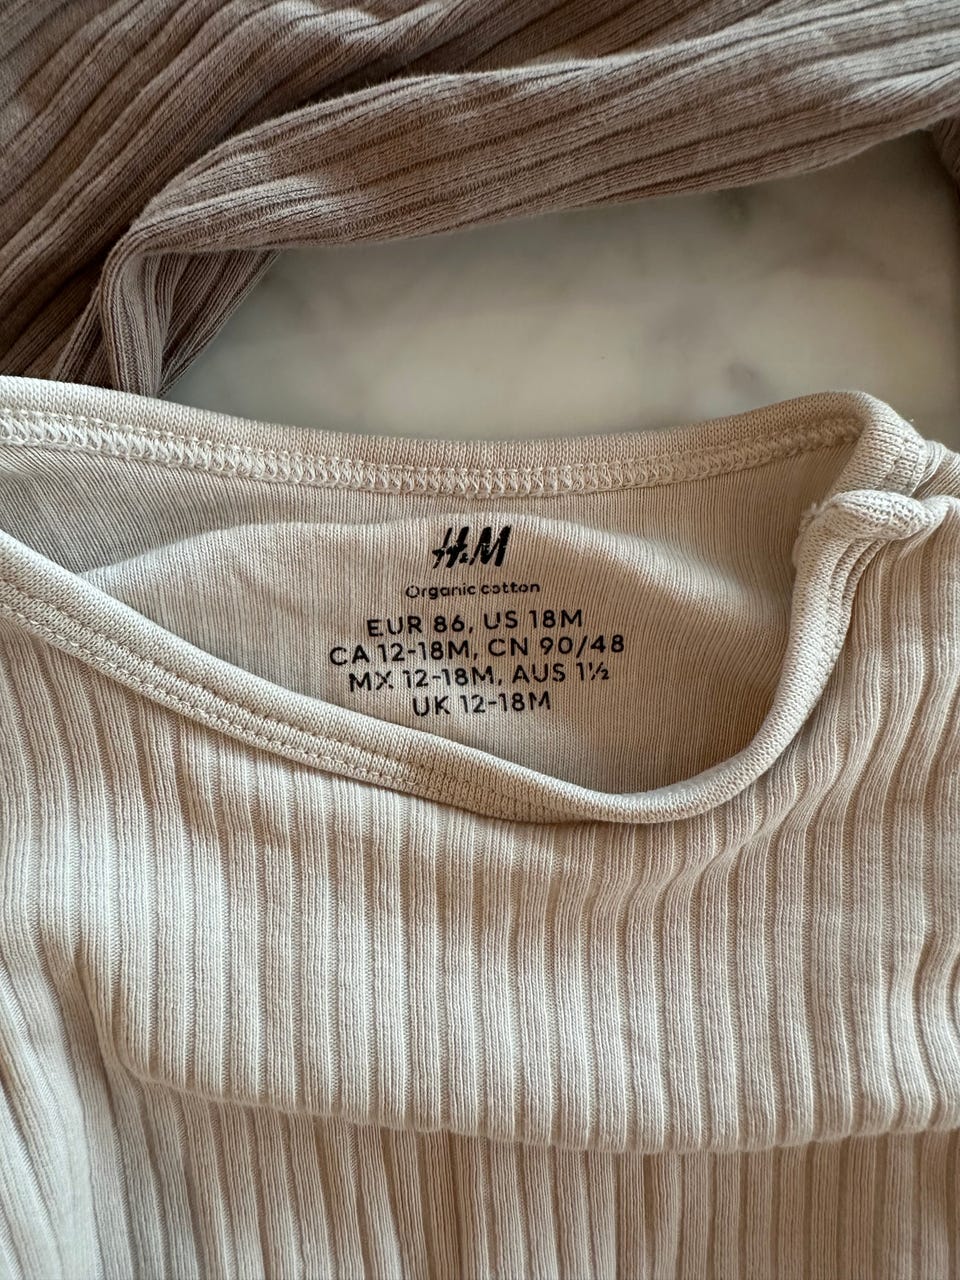 H&M
Organic cotton
EUR 86, US 18M
CA 12-18M, CN 90/48
MX 12-18M, AUS 1½
UK 12-18M